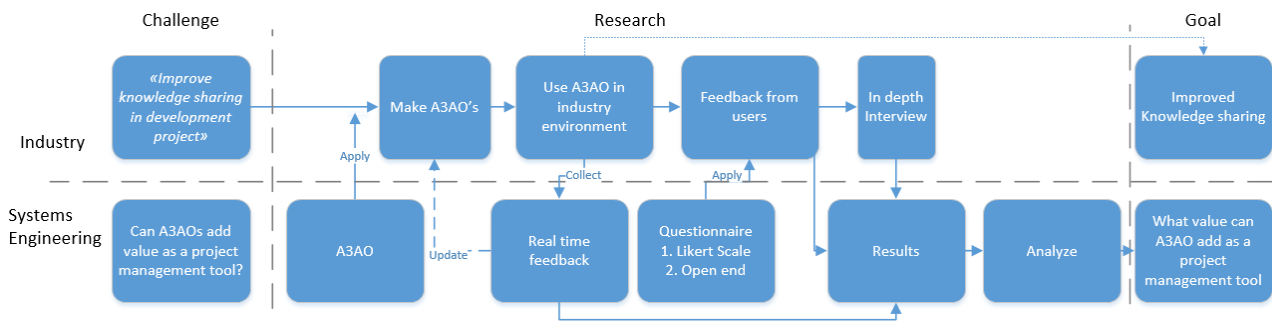 Challenge
Research
Goal
Industry
«Improve
knowledge sharing
in development
project»
Make A3AO's
Use A3AO in
industry
environment
Feedback from
users
In depth
Interview
Improved
Knowledge sharing
Apply
Collect
Apply
Systems
Engineering
Can A3AOs add
value as a project
management tool?
A3AO
Update
Real time
feedback
Questionnaire
1. Likert Scale
2. Open end
Results
Analyze
What value can
A3AO add as a
project
management tool